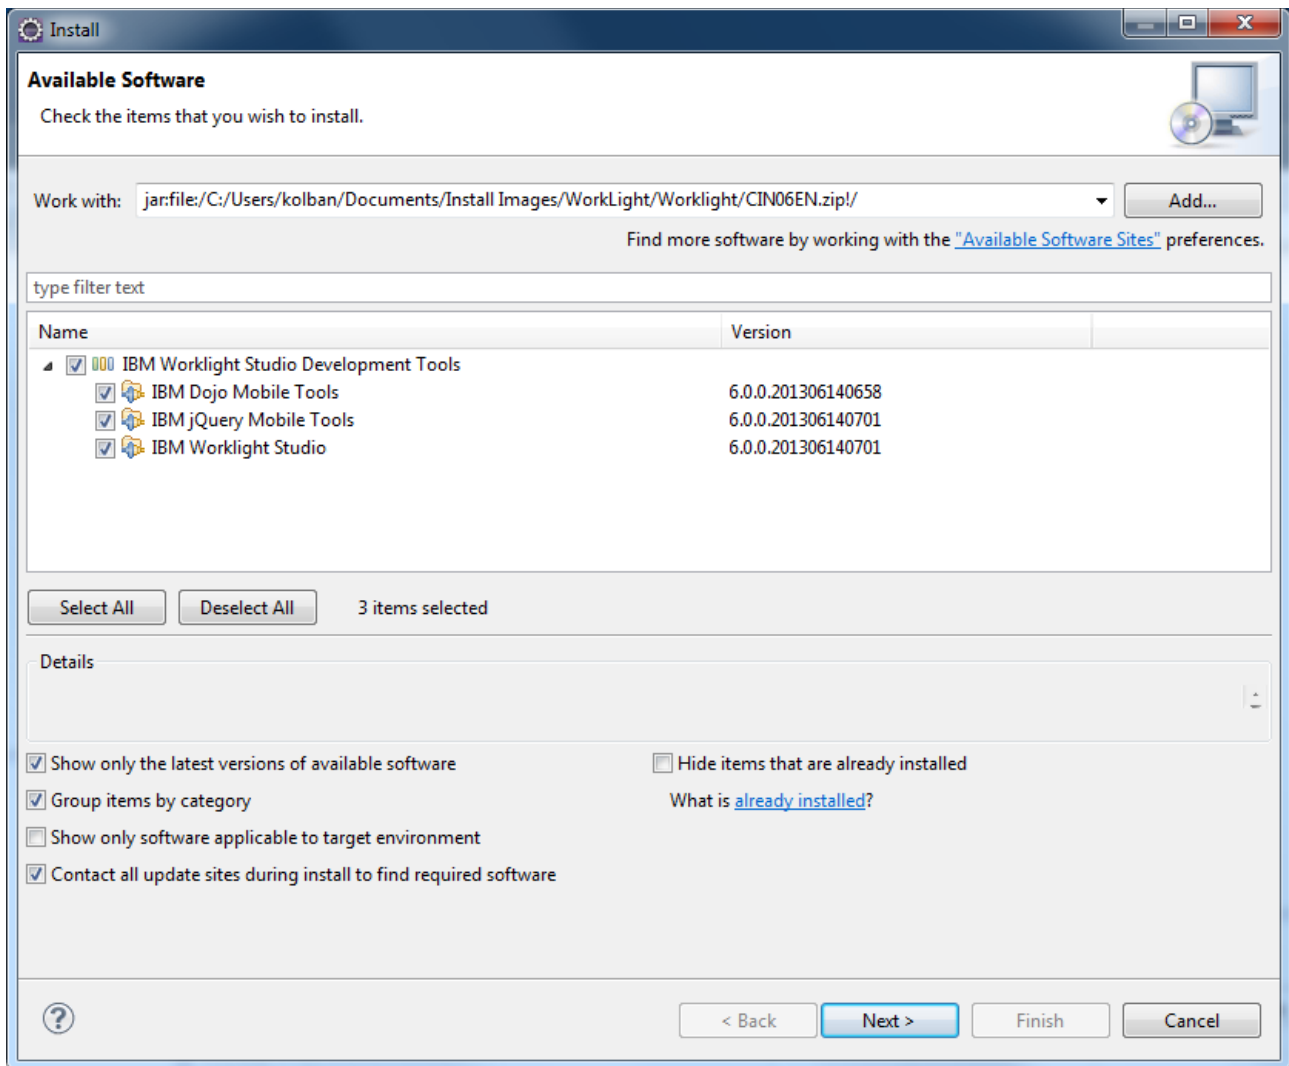 Install
Available Software
Check the items that you wish to install.
Work with: jar:file:/C:/Users/kolban/Documents/Install Images/WorkLight/Worklight/CIN06EN.zip!/ Add...
Find more software by working with the "Available Software Sites" preferences.
type filter text
Name Version
IBM Worklight Studio Development Tools
IBM Dojo Mobile Tools 6.0.0.201306140658
IBM jQuery Mobile Tools 6.0.0.201306140701
IBM Worklight Studio 6.0.0.201306140701
Select All Deselect All 3 items selected
Details
Show only the latest versions of available software Hide items that are already installed
Group items by category What is already installed?
Show only software applicable to target environment
Contact all update sites during install to find required software
? < Back Next > Finish Cancel